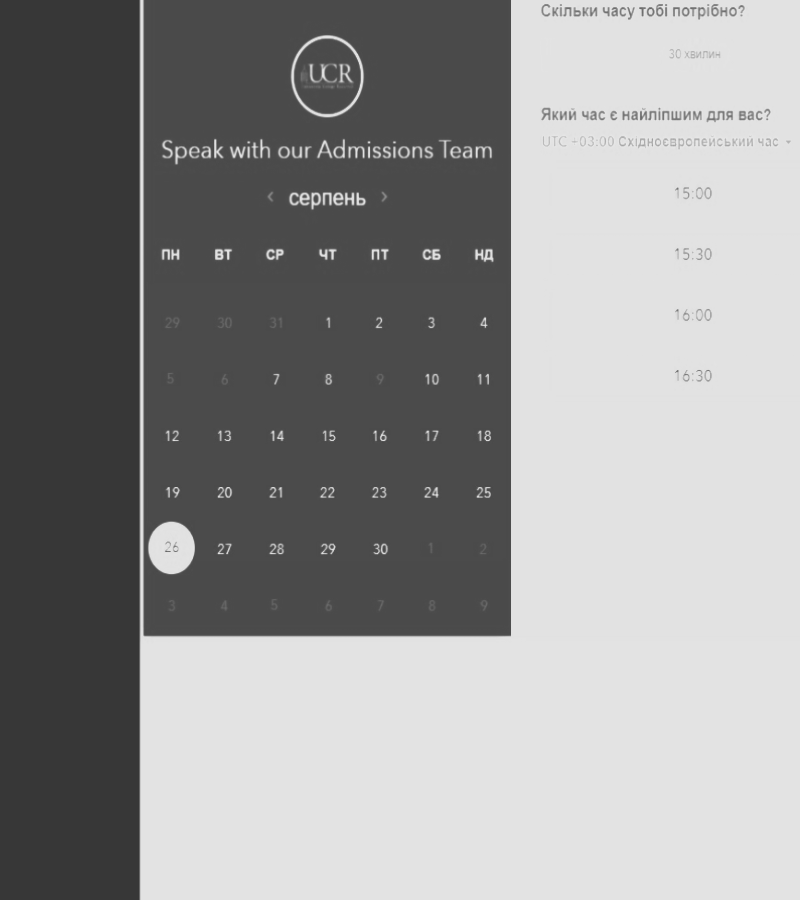 UCR
Speak with our Admissions Team
‹ серпень ›
ПН ВТ СР ЧТ ПТ СБ НД
29 30 31 1 2 3 4
5 6 7 8 9 10 11
12 13 14 15 16 17 18
19 20 21 22 23 24 25
26 27 28 29 30 1 2
3 4 5 6 7 8 9
Скільки часу тобі потрібно?
30 хвилин
Який час є найліпшим для вас?
UTC +03:00 Східноєвропейський час
15:00
15:30
16:00
16:30